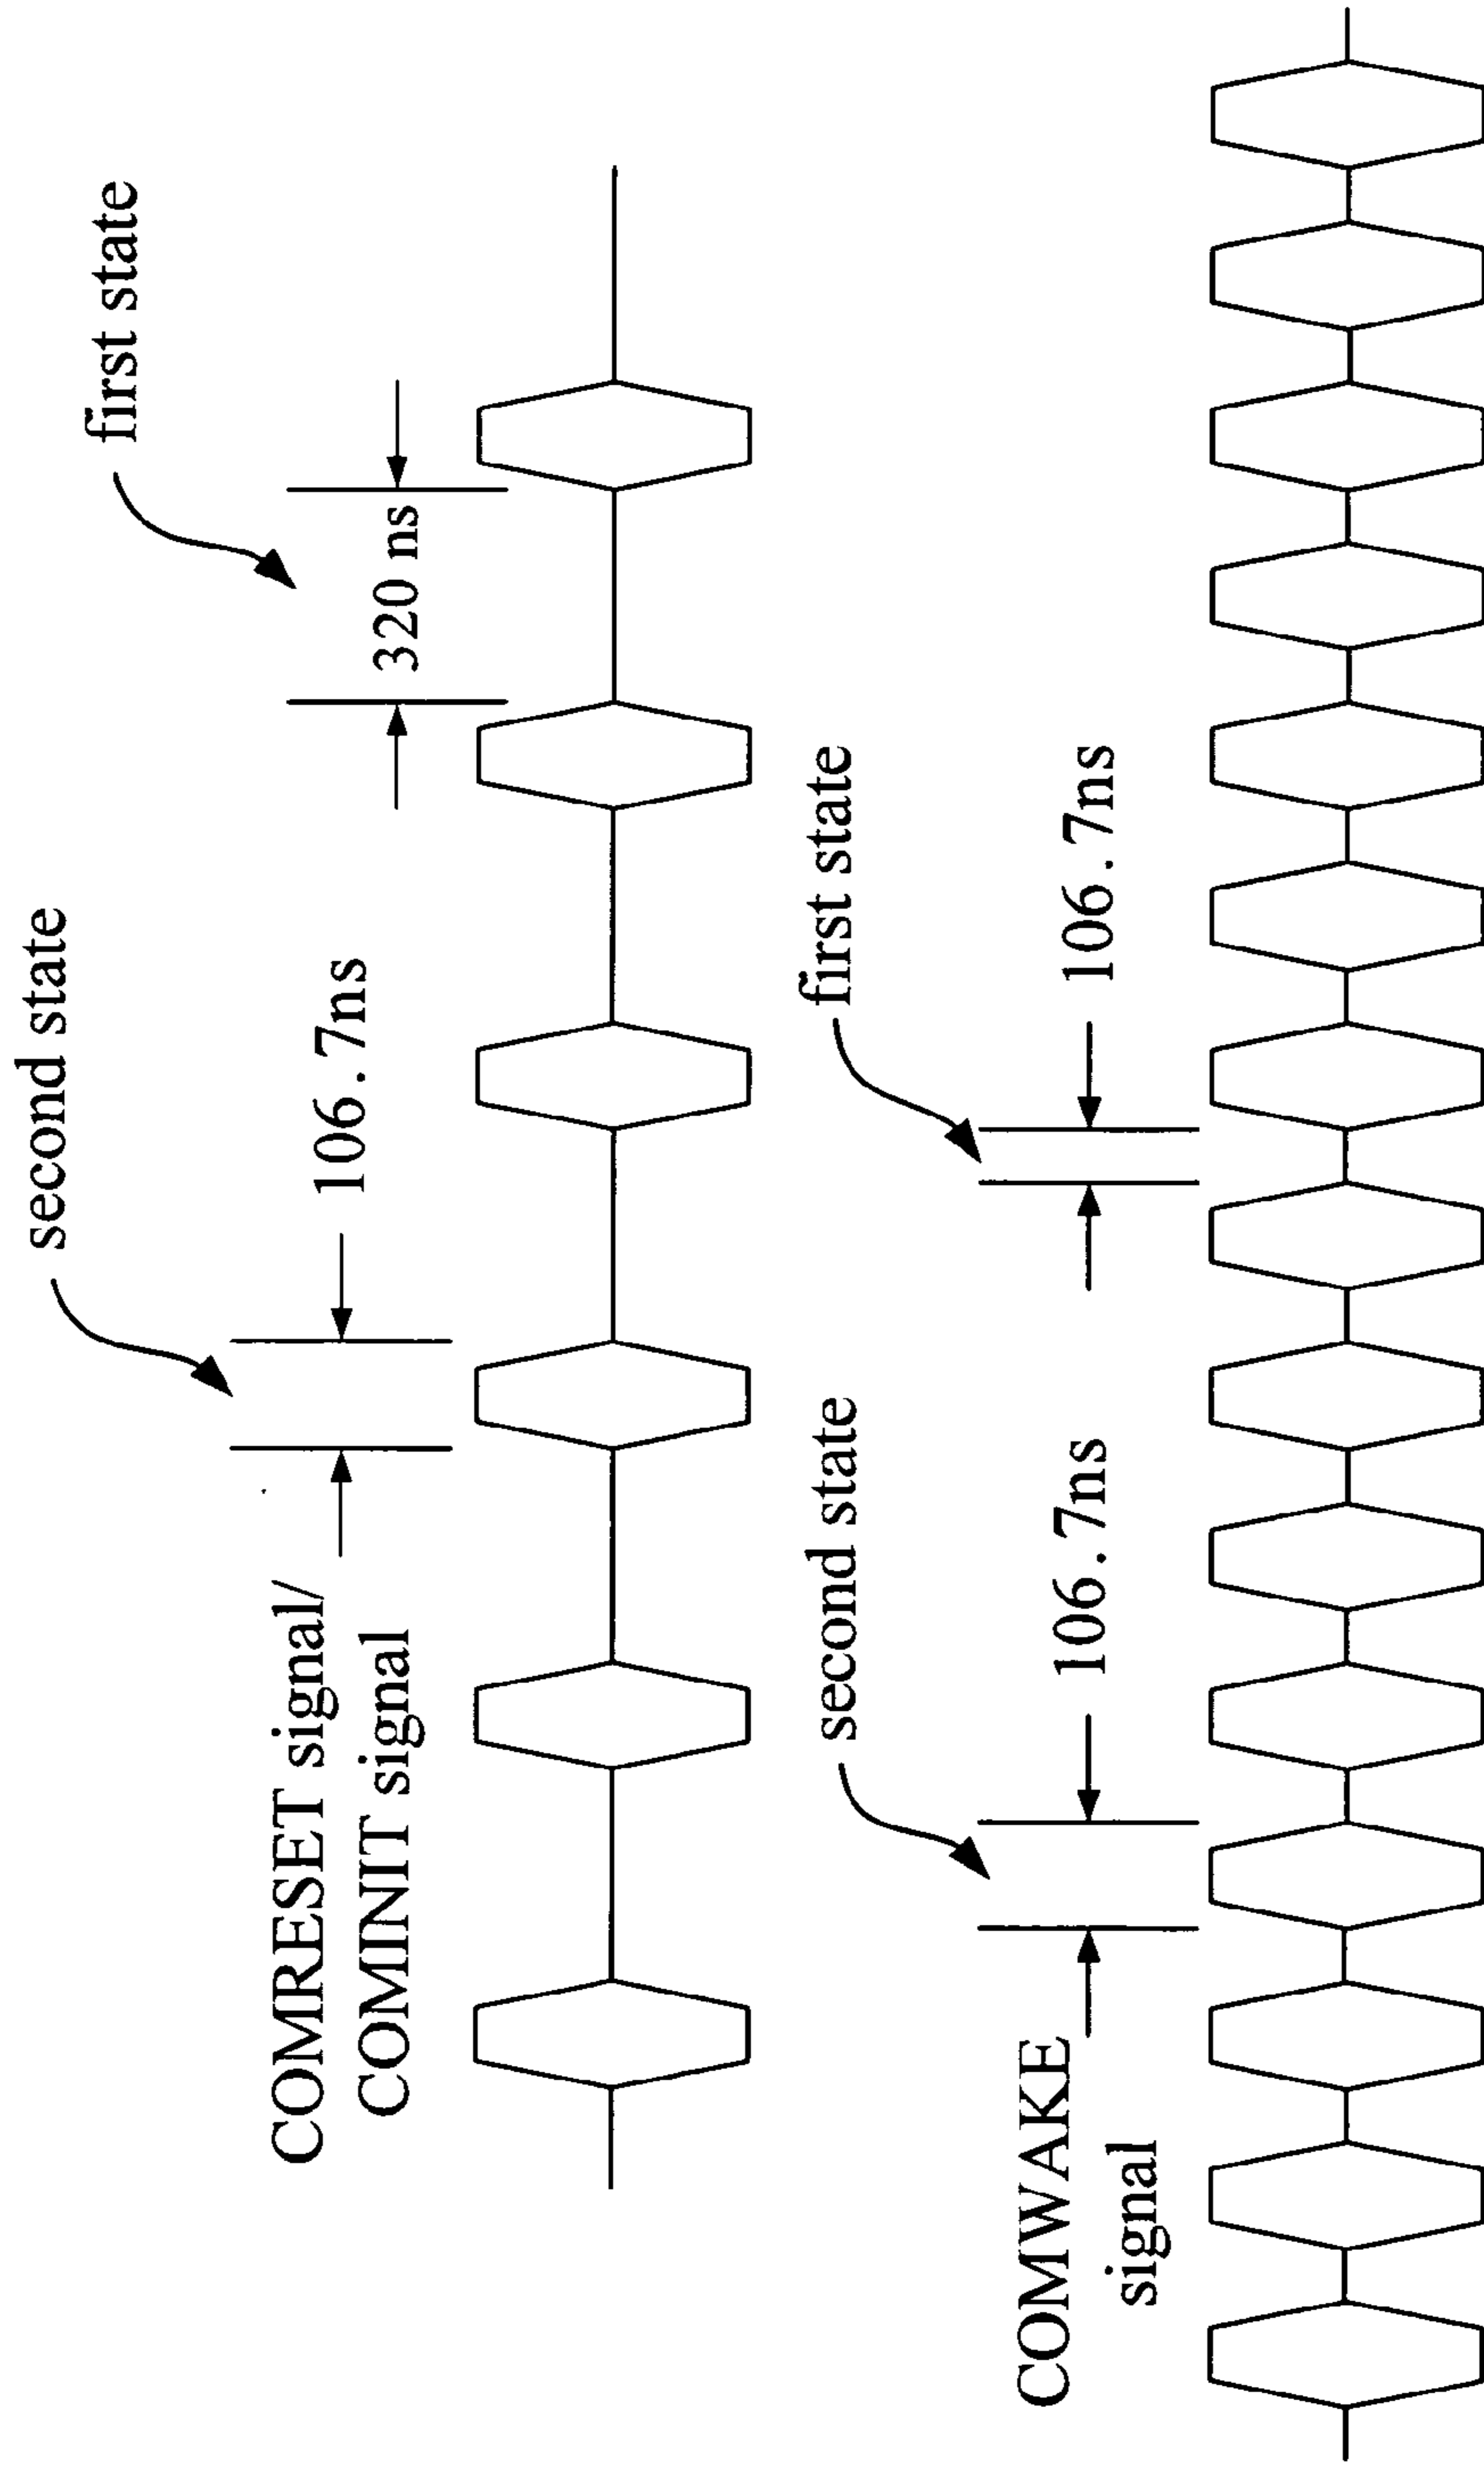 second state
first state
COMRESET signal/
COMINIT signal
106.7ns
320 ns
second state
first state
COMWAKE
signal
106.7ns
106.7ns